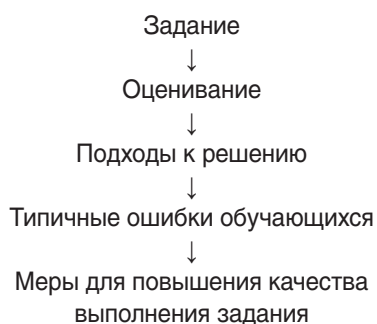 Задание
↓
Оценивание
↓
Подходы к решению
↓
Типичные ошибки обучающихся
↓
Меры для повышения качества
выполнения задания